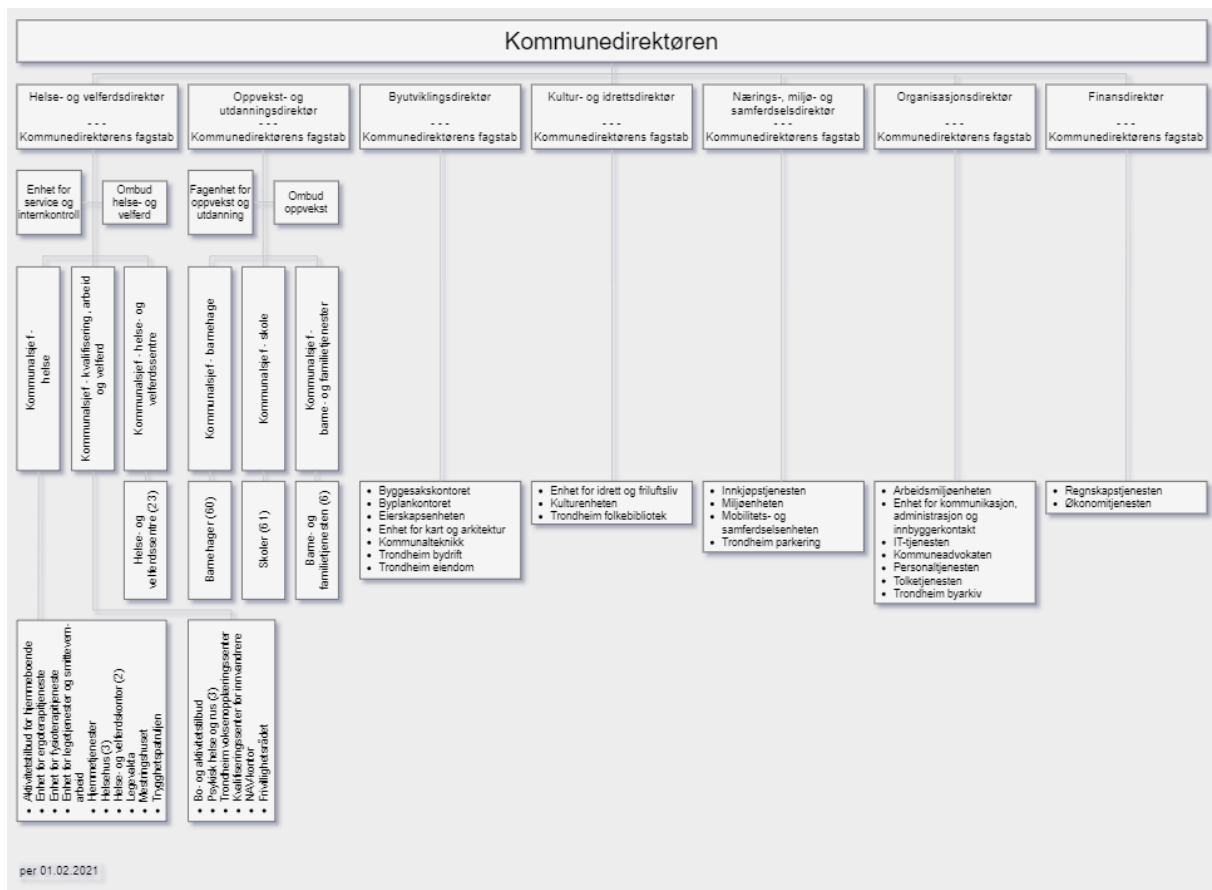 Kommunedirektøren
Helse- og velferdsdirektør
- - -
Kommunedirektørens fagstab
Oppvekst- og
utdanningsdirektør
- - -
Kommunedirektørens fagstab
Byutviklingsdirektør
- - -
Kommunedirektørens fagstab
Kultur- og idrettsdirektør
- - -
Kommunedirektørens fagstab
Nærings-, miljø- og
samferdselsdirektør
- - -
Kommunedirektørens fagstab
Organisasjonsdirektør
- - -
Kommunedirektørens fagstab
Finansdirektør
- - -
Kommunedirektørens fagstab
Enhet for
service og
internkontroll
Ombud
helse- og
velferd
Fagenhet for
oppvekst og
utdanning
Ombud
oppvekst
Kommunalsjef -
helse
Kommunalsjef - kvalifisering, arbeid
og velferd
Kommunalsjef - helse- og
velferdssentre
Kommunalsjef - barnehage
Kommunalsjef - skole
Kommunalsjef -
barne- og familietjenester
Helse- og
velferdssentre (23)
Barnehager (60)
Skoler (61)
Barne- og
familietjenesten (6)
• Byggesakskontoret
• Byplankontoret
• Eierskapsenheten
• Enhet for kart og arkitektur
• Kommunalteknikk
• Trondheim bydrift
• Trondheim eiendom
• Enhet for idrett og friluftsliv
• Kulturenheten
• Trondheim folkebibliotek
• Innkjøpstjenesten
• Miljøenheten
• Mobilitets- og
samferdselsenheten
• Trondheim parkering
• Arbeidsmiljøenheten
• Enhet for kommunikasjon,
administrasjon og
innbyggerkontakt
• IT-tjenesten
• Kommuneadvokaten
• Personaltjenesten
• Tolketjenesten
• Trondheim byarkiv
• Regnskapstjenesten
• Økonomitjenesten
• Aktivitetstilbud for hjemmeboende
• Enhet for ergoterapitjeneste
• Enhet for fysioterapitjeneste
• Enhet for legetjenester og smittevern-
arbeid
• Hjemmetjenester
• Helsehus (3)
• Helse- og velferdskontor (2)
• Legevakta
• Mestringshuset
• Trygghetspatruljen
• Bo- og aktivitetstilbud
• Psykisk helse og rus (3)
• Trondheim voksenopplæringssenter
• Kvalifiseringssenter for innvandrere
• NAV-kontor
• Frivillighetsrådet
per 01.02.2021